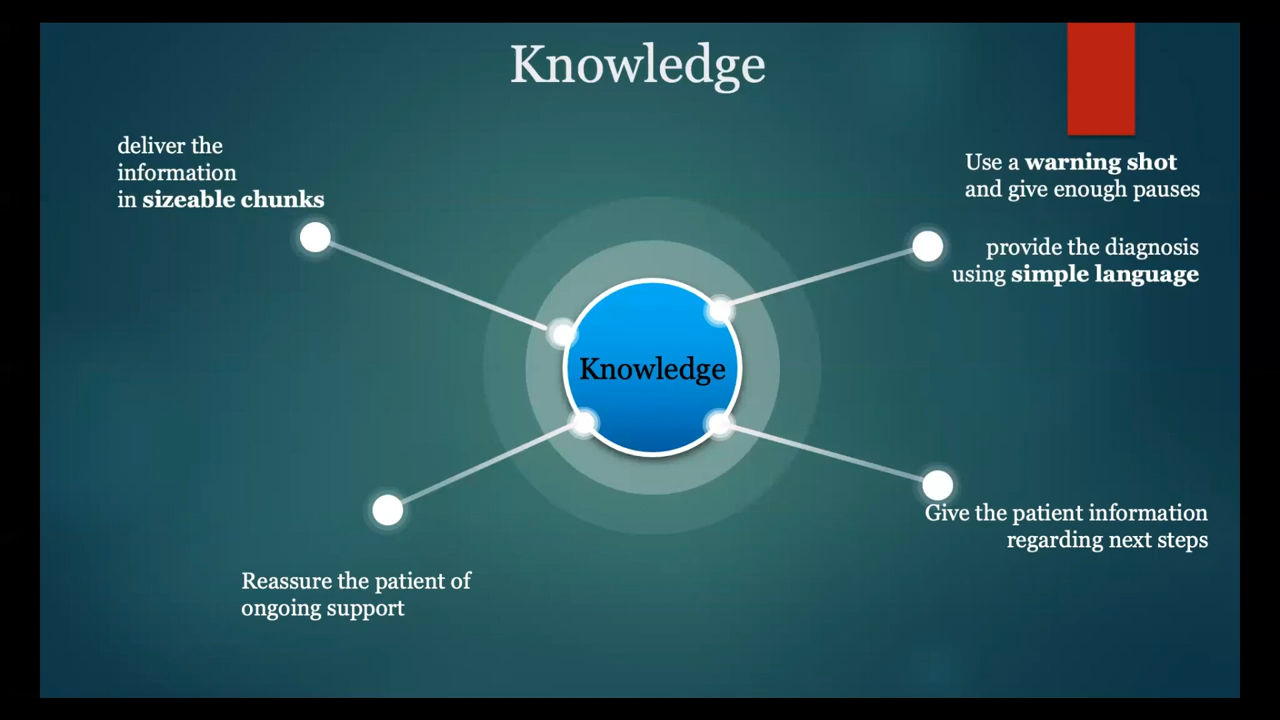 Knowledge
deliver the
information
in sizeable chunks
Use a warning shot
and give enough pauses
provide the diagnosis
using simple language
Knowledge
Give the patient information
regarding next steps
Reassure the patient of
ongoing support